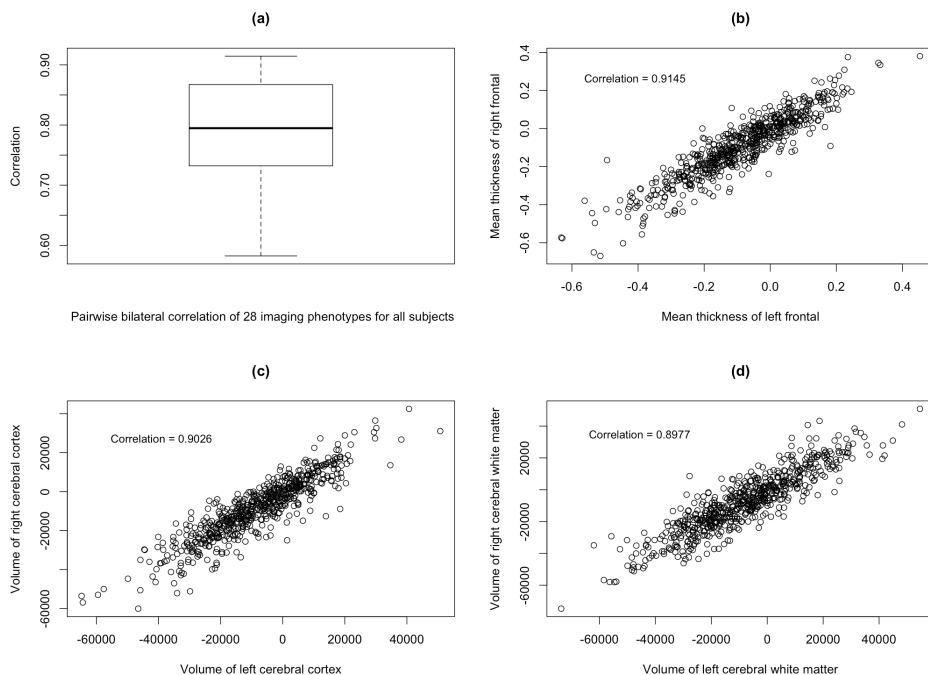 (a)
Correlation
0.60
0.70
0.80
0.90
Pairwise bilateral correlation of 28 imaging phenotypes for all subjects
(b)
Correlation = 0.9145
Mean thickness of right frontal
-0.6
-0.4
-0.2
0.0
0.2
-0.6 -0.4 -0.2 0.0 0.2 0.4
Mean thickness of left frontal
(c)
Correlation = 0.9026
Volume of right cerebral cortex
-60000
-20000
0
20000
-60000 -40000 -20000 0 20000 40000
Volume of left cerebral cortex
(d)
Correlation = 0.8977
Volume of right cerebral white matter
-60000
-20000
20000
-60000 -40000 -20000 0 20000 40000
Volume of left cerebral white matter